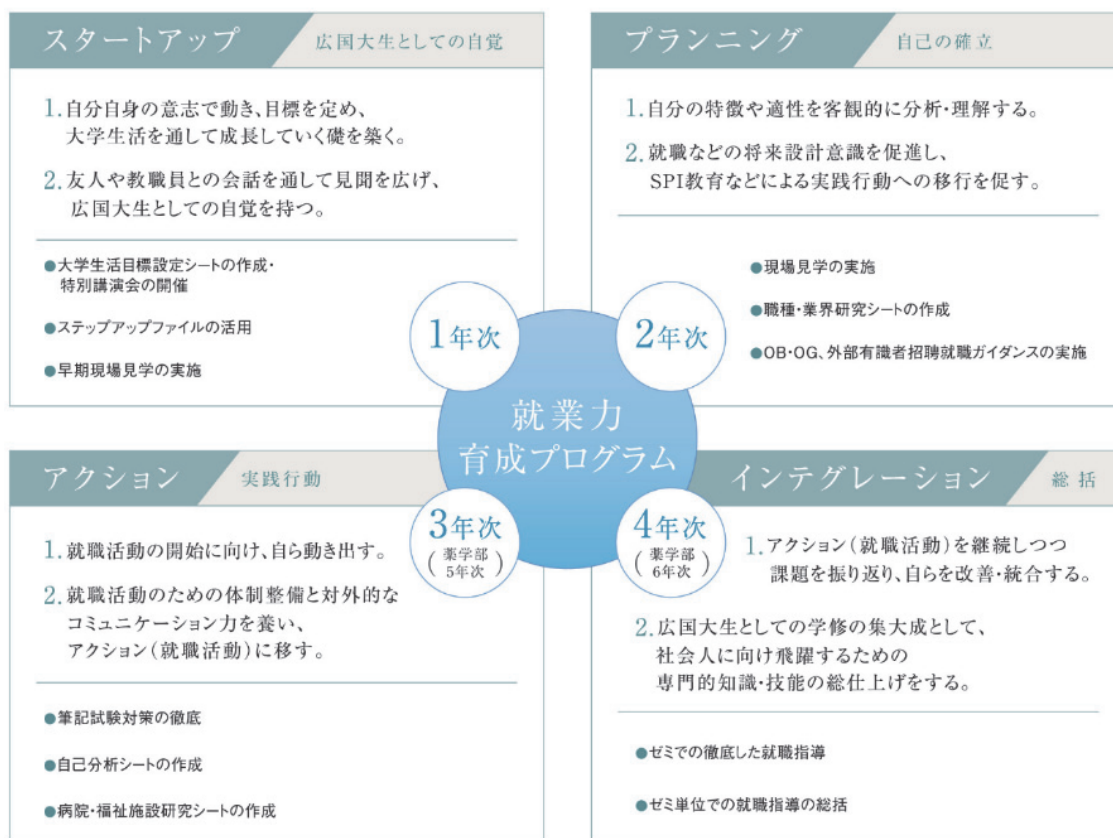 スタートアップ
広国大生としての自覚
1.自分自身の意志で動き、目標を定め、
大学生活を通して成長していく礎を築く。
2.友人や教職員との会話を通して見聞を広げ、
広国大生としての自覚を持つ。
●大学生活目標設定シートの作成・
特別講演会の開催
●ステップアップファイルの活用
●早期現場見学の実施
1年次
プランニング
自己の確立
1.自分の特徴や適性を客観的に分析・理解する。
2.就職などの将来設計意識を促進し、
SPI教育などによる実践行動への移行を促す。
●現場見学の実施
●職種・業界研究シートの作成
●OB・OG、外部有識者招聘就職ガイダンスの実施
2年次
就業力
育成プログラム
アクション
実践行動
3年次
(薬学部
5年次)
1.就職活動の開始に向け、自ら動き出す。
2.就職活動のための体制整備と対外的な
コミュニケーション力を養い、
アクション(就職活動)に移す。
●筆記試験対策の徹底
●自己分析シートの作成
●病院・福祉施設研究シートの作成
インテグレーション
総括
4年次
(薬学部
6年次)
1.アクション(就職活動)を継続しつつ
課題を振り返り、自らを改善・統合する。
2.広国大生としての学修の集大成として、
社会人に向け飛躍するための
専門的知識・技能の総仕上げをする。
●ゼミでの徹底した就職指導
●ゼミ単位での就職指導の総括